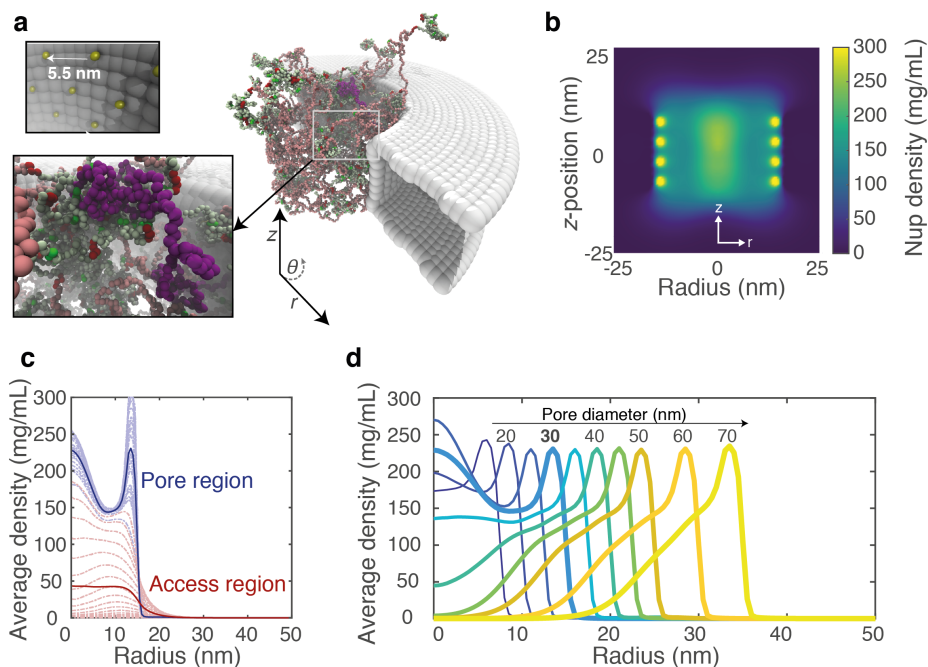 a
5.5 nm
z
θ
r
b
25
0
-25
z-position (nm)
-25
0
25
Radius (nm)
z
r
300
250
200
150
100
50
0
Nup density (mg/mL)
c
300
250
200
150
100
50
0
Average density (mg/mL)
Pore region
Access region
0
10
20
30
40
50
Radius (nm)
d
300
250
200
150
100
50
0
Average density (mg/mL)
Pore diameter (nm)
20 30 40 50 60 70
10
20
30
40
50
Radius (nm)